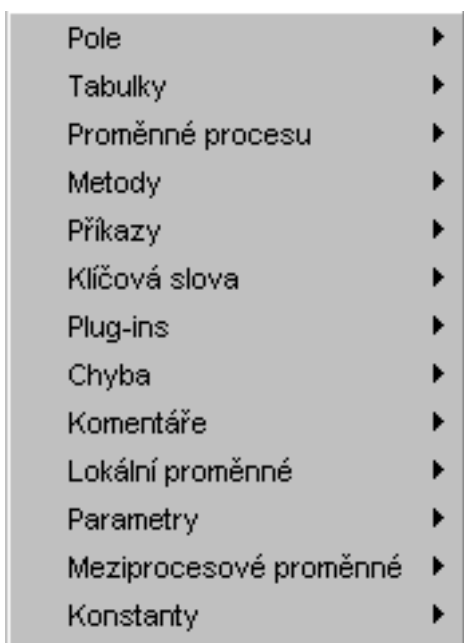 Pole
Tabulky
Proměnné procesu
Metody
Příkazy
Klíčová slova
Plug-ins
Chyba
Komentáře
Lokální proměnné
Parametry
Meziprocesové proměnné
Konstanty